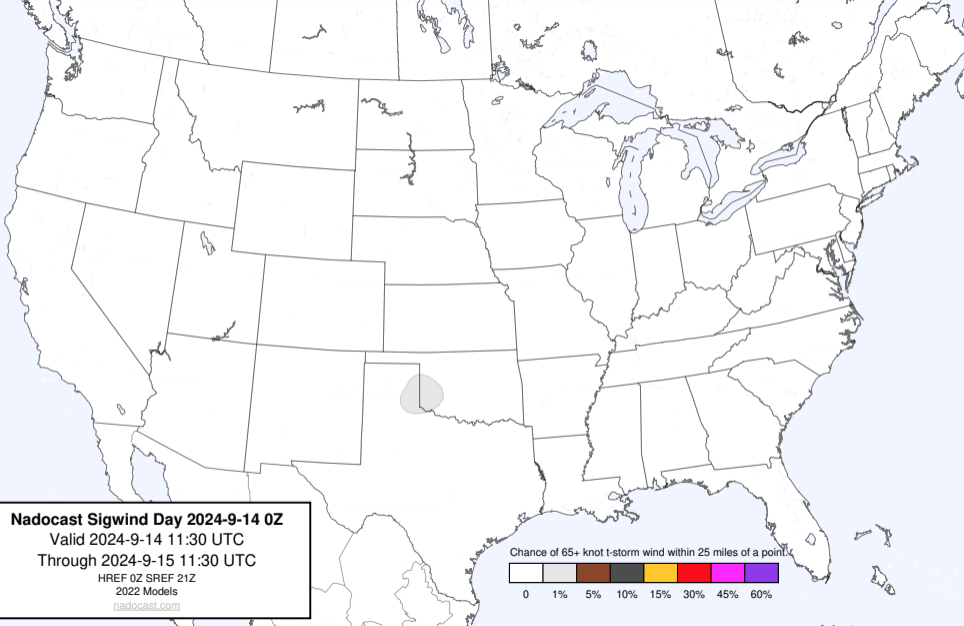 Nadocast Sigwind Day 2024-9-14 0Z
Valid 2024-9-14 11:30 UTC
Through 2024-9-15 11:30 UTC
HREF 0Z SREF 21Z
2022 Models
nadocast.com
Chance of 65+ knot t-storm wind within 25 miles of a point.
0 1% 5% 10% 15% 30% 45% 60%